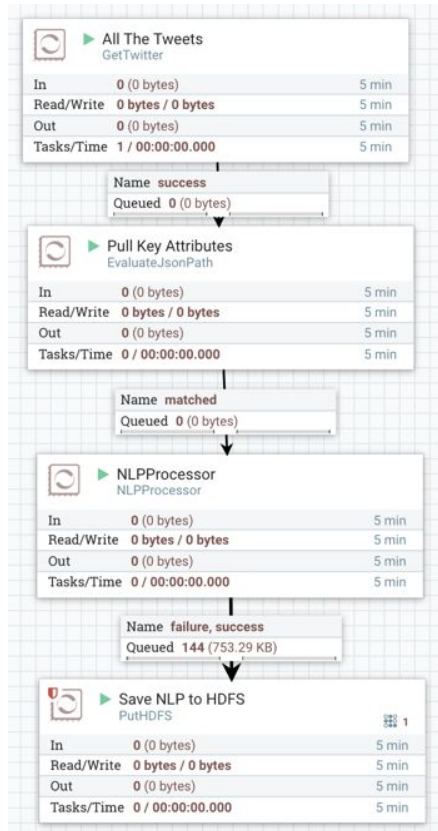 All The Tweets
GetTwitter
In 0 (0 bytes) 5 min
Read/Write 0 bytes / 0 bytes 5 min
Out 0 (0 bytes) 5 min
Tasks/Time 1 / 00:00:00.000 5 min
Name success
Queued 0 (0 bytes)
Pull Key Attributes
EvaluateJsonPath
In 0 (0 bytes) 5 min
Read/Write 0 bytes / 0 bytes 5 min
Out 0 (0 bytes) 5 min
Tasks/Time 0 / 00:00:00.000 5 min
Name matched
Queued 0 (0 bytes)
NLPProcessor
NLPProcessor
In 0 (0 bytes) 5 min
Read/Write 0 bytes / 0 bytes 5 min
Out 0 (0 bytes) 5 min
Tasks/Time 0 / 00:00:00.000 5 min
Name failure, success
Queued 144 (753.29 KB)
Save NLP to HDFS
PutHDFS
1
In 0 (0 bytes) 5 min
Read/Write 0 bytes / 0 bytes 5 min
Out 0 (0 bytes) 5 min
Tasks/Time 0 / 00:00:00.000 5 min